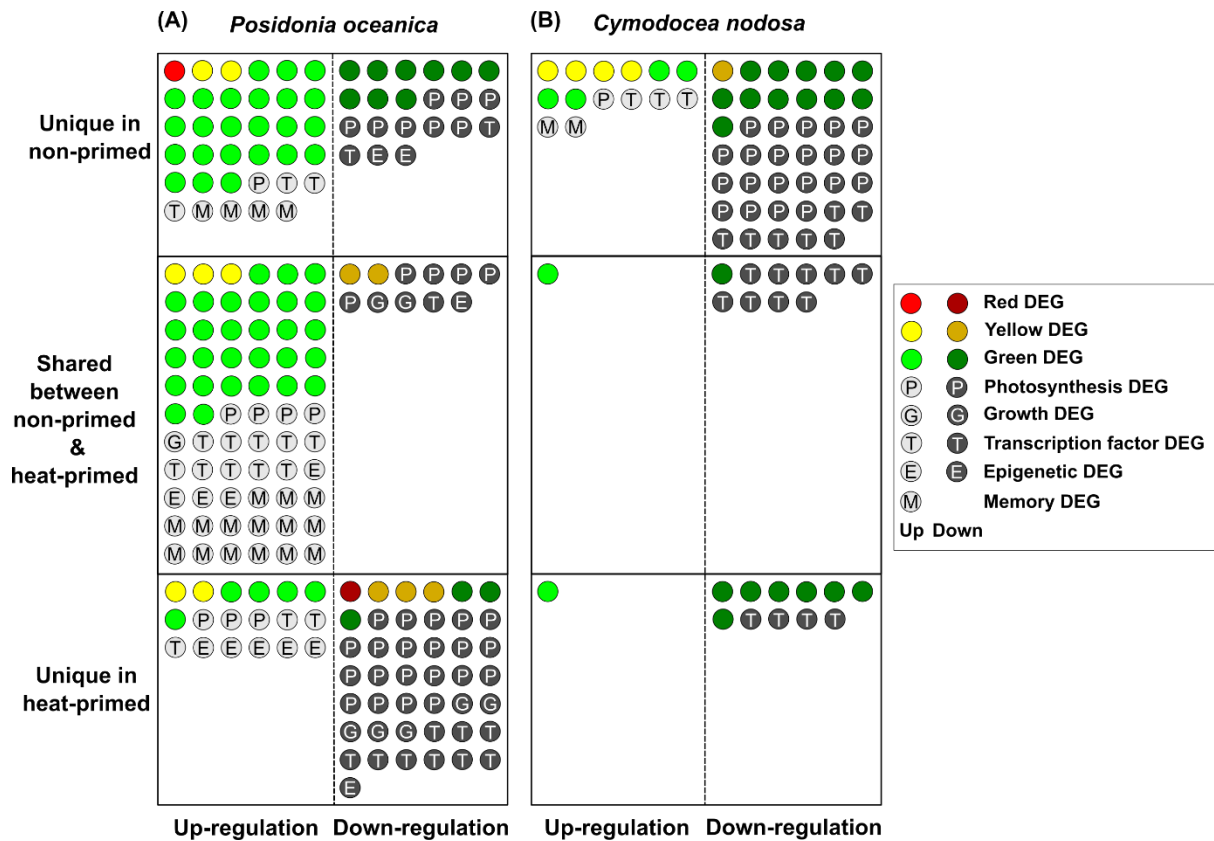 (A) Posidonia oceanica
(B) Cymodocea nodosa
Unique in
non-primed
P T T
T M M M M
P P P
P P P P P T
T E E
P T T T
M M
P P P P P
P P P P P P
P P P P P P
P P P P T T
T T T T T
Shared
between
non-primed
&
heat-primed
P P P P
G T T T T T
T T T T T E
E E E M M M
M M M M M M
M M M M M M
P P P P
P G G T E
T T T T T
T T T T
Unique in
heat-primed
P P P T T
T E E E E E
P P P P P
P P P P P P
P P P P P P
P P P P G G
G G G T T T
T T T T T T
E
T T T T
Up-regulation Down-regulation
Up-regulation Down-regulation
Red DEG
Yellow DEG
Green DEG
P P Photosynthesis DEG
G G Growth DEG
T T Transcription factor DEG
E E Epigenetic DEG
M Memory DEG
Up Down